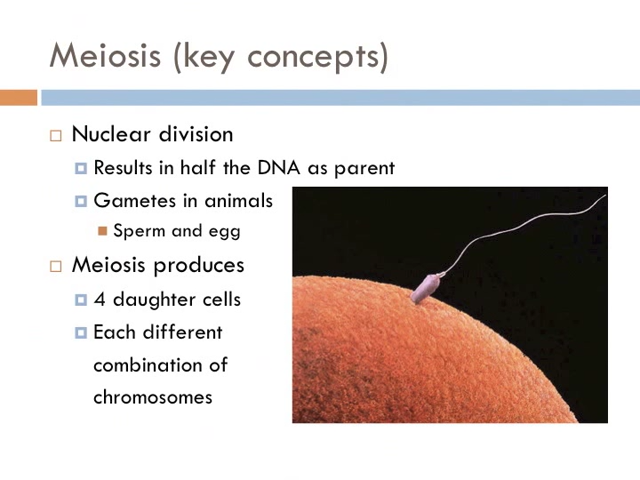 Meiosis (key concepts)
Nuclear division
Results in half the DNA as parent
Gametes in animals
Sperm and egg
Meiosis produces
4 daughter cells
Each different
combination of
chromosomes